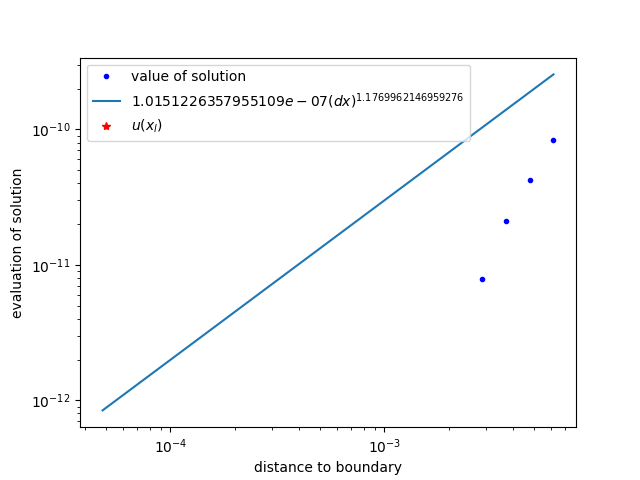 value of solution
1.0151226357955109e − 07(dx)^1.1769962146959276
u(x_l)
10^−10
10^−11
10^−12
evaluation of solution
10^−4
10^−3
distance to boundary